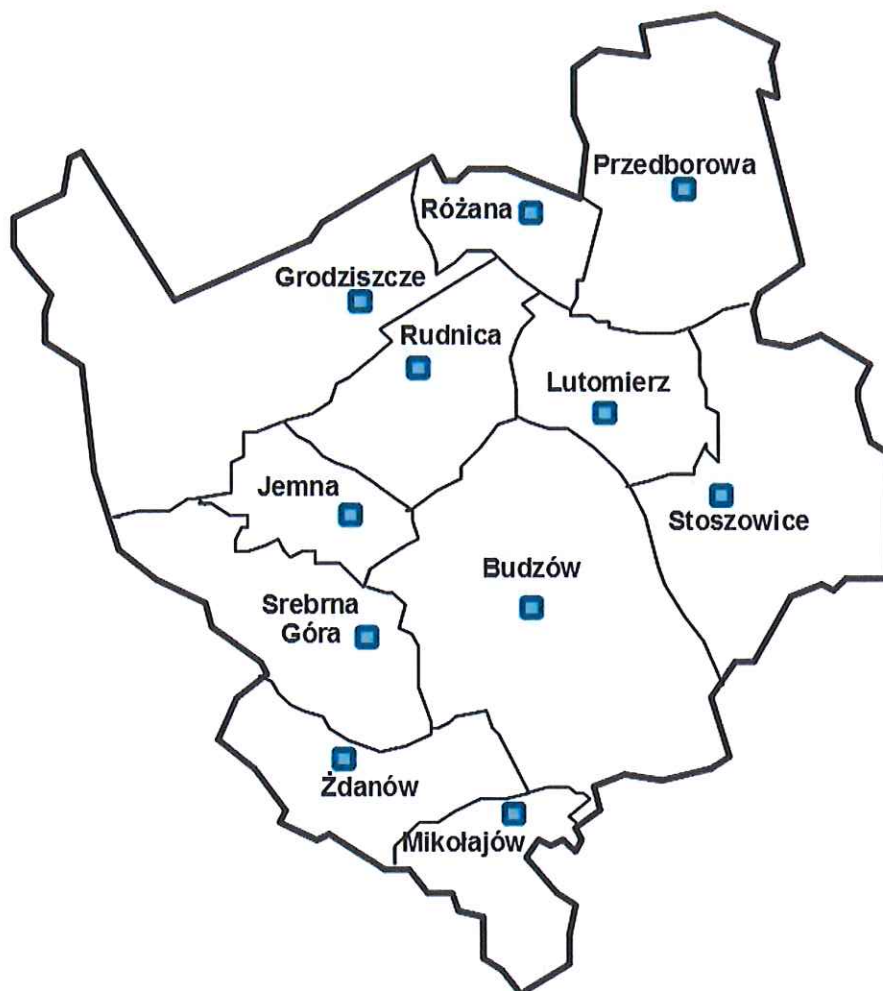 Przedborowa
Różana
Grodziszcze
Rudnica
Lutomierz
Jemna
Stoszowice
Budzów
Srebrna
Góra
Żdanów
Mikołajów